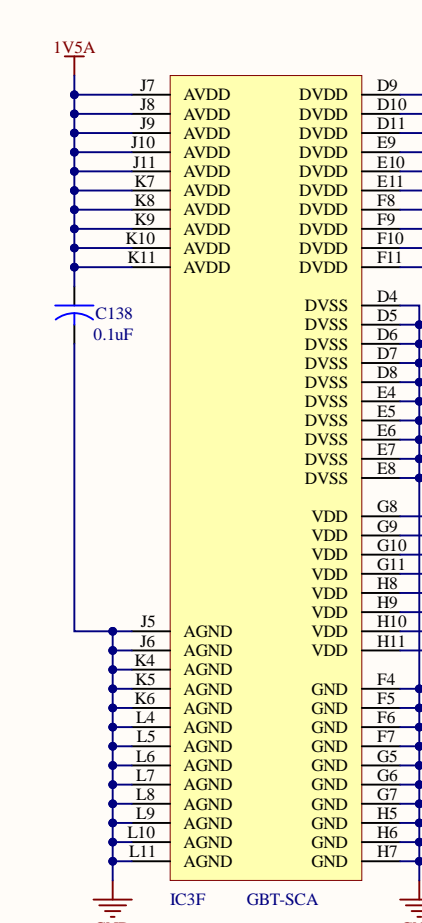 1V5A
J7 AVDD DVDD D9
J8 AVDD DVDD D10
J9 AVDD DVDD D11
J10 AVDD DVDD E9
J11 AVDD DVDD E10
K7 AVDD DVDD E11
K8 AVDD DVDD F8
K9 AVDD DVDD F9
K10 AVDD DVDD F10
K11 AVDD DVDD F11
DVSS D4
C138 DVSS D5
0.1uF DVSS D6
DVSS D7
DVSS D8
DVSS E4
DVSS E5
DVSS E6
DVSS E7
DVSS E8
VDD G8
VDD G9
VDD G10
VDD G11
VDD H8
VDD H9
J5 AGND VDD H10
J6 AGND VDD H11
K4 AGND
K5 AGND GND F4
K6 AGND GND F5
L4 AGND GND F6
L5 AGND GND F7
L6 AGND GND G5
L7 AGND GND G6
L8 AGND GND G7
L9 AGND GND H5
L10 AGND GND H6
L11 AGND GND H7
IC3F GBT-SCA